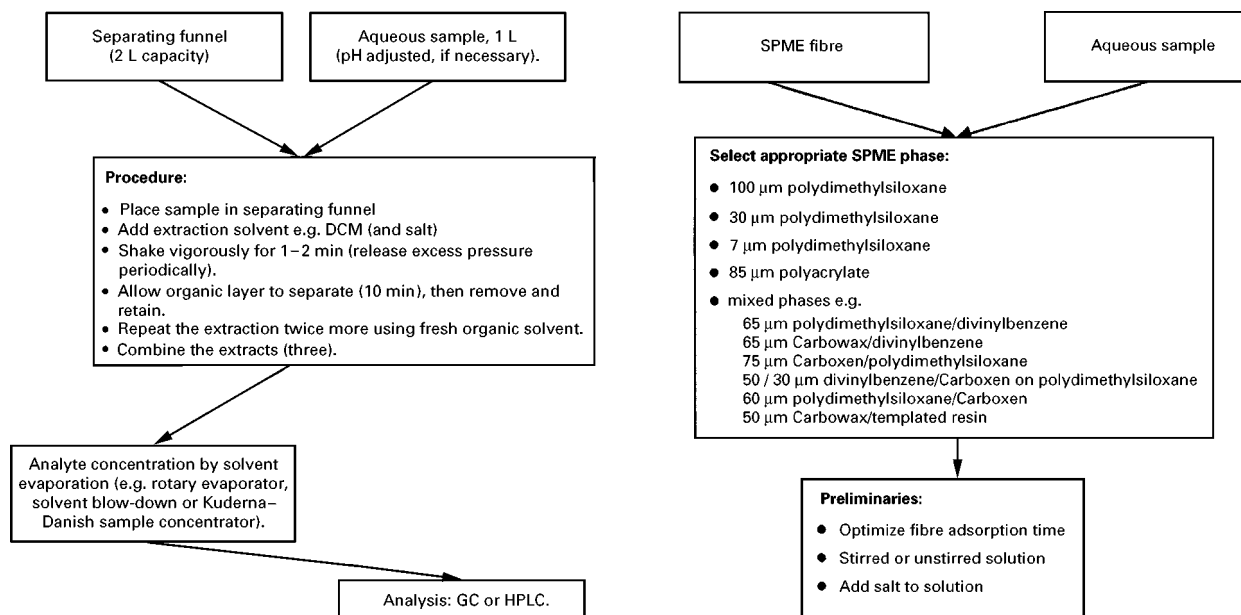 Separating funnel
(2 L capacity)
Aqueous sample, 1 L
(pH adjusted, if necessary).
Procedure:
• Place sample in separating funnel
• Add extraction solvent e.g. DCM (and salt)
• Shake vigorously for 1–2 min (release excess pressure
periodically).
• Allow organic layer to separate (10 min), then remove and
retain.
• Repeat the extraction twice more using fresh organic solvent.
• Combine the extracts (three).
Analyte concentration by solvent
evaporation (e.g. rotary evaporator,
solvent blow-down or Kuderna–
Danish sample concentrator).
Analysis: GC or HPLC.
SPME fibre
Aqueous sample
Select appropriate SPME phase:
• 100 μm polydimethylsiloxane
• 30 μm polydimethylsiloxane
• 7 μm polydimethylsiloxane
• 85 μm polyacrylate
• mixed phases e.g.
65 μm polydimethylsiloxane/divinylbenzene
65 μm Carbowax/divinylbenzene
75 μm Carboxen/polydimethylsiloxane
50 / 30 μm divinylbenzene/Carboxen on polydimethylsiloxane
60 μm polydimethylsiloxane/Carboxen
50 μm Carbowax/templated resin
Preliminaries:
• Optimize fibre adsorption time
• Stirred or unstirred solution
• Add salt to solution